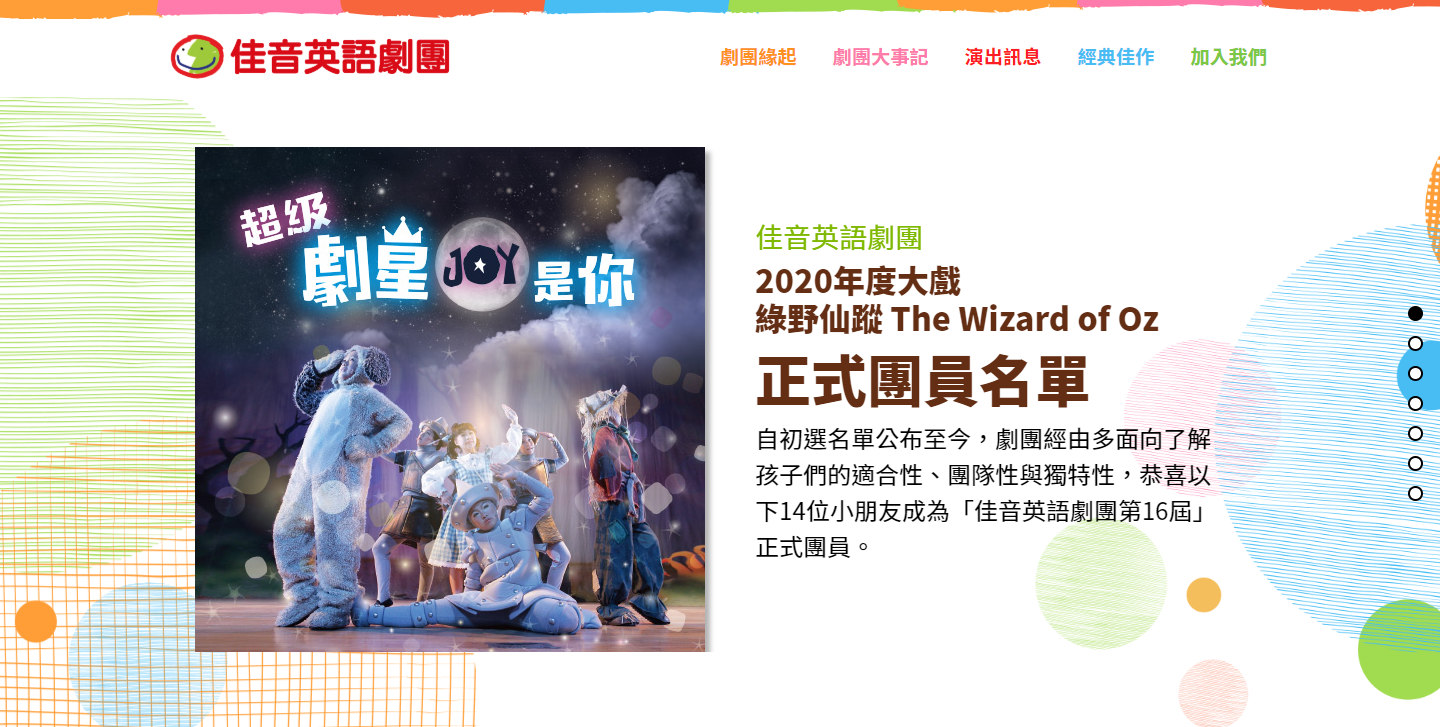 佳音英語劇團
劇團緣起 劇團大事記 演出訊息 經典佳作 加入我們
超級
劇星 JOY 是你
佳音英語劇團
2020年度大戲
綠野仙蹤 The Wizard of Oz
正式團員名單
自初選名單公布至今，劇團經由多面向了解
孩子們的適合性、團隊性與獨特性，恭喜以
下14位小朋友成為「佳音英語劇團第16屆」
正式團員。